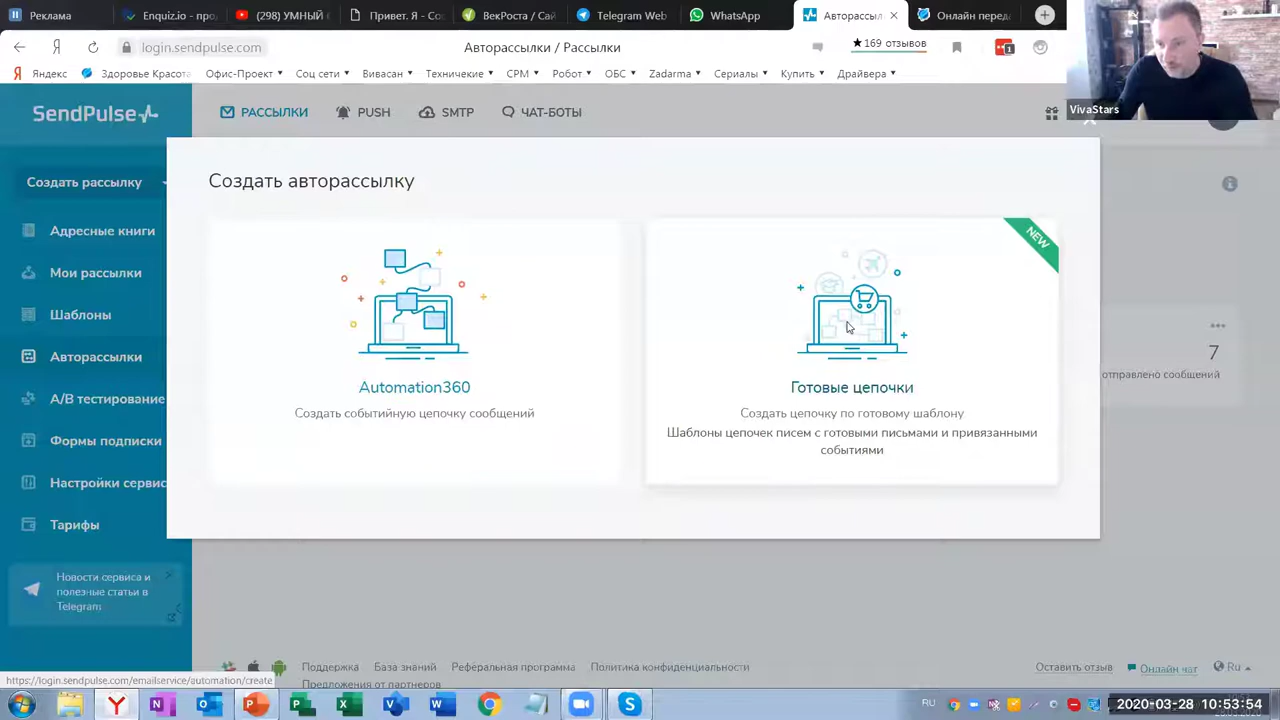 Реклама
Enquiz.io - про
(298) УМНЫЙ
Привет. Я - Со
ВекРоста / Сай
Telegram Web
WhatsApp
Авторассыл
Онлайн перед
Я
login.sendpulse.com
Авторассылки / Рассылки
★169 отзывов
1
Я Яндекс
Здоровье Красота
Офис-Проект
Соц сети
Вивасан
Технические
СРМ
Робот
ОБС
Zadarma
Сериалы
Купить
Драйвера
VivaStars
SendPulse
РАССЫЛКИ
PUSH
SMTP
ЧАТ-БОТЫ
Создать рассылку
Адресные книги
Мои рассылки
Шаблоны
Авторассылки
A/B тестирование
Формы подписки
Настройки сервис
Тарифы
Новости сервиса и
полезные статьи в
Telegram
Создать авторассылку
Automation360
Создать событийную цепочку сообщений
NEW
Готовые цепочки
Создать цепочку по готовому шаблону
Шаблоны цепочек писем с готовыми письмами и привязанными
событиями
7
отправлено сообщений
Поддержка
База знаний
Реферальная программа
Политика конфиденциальности
Предложения от партнеров
Оставить отзыв
Онлайн чат
Ru
https://login.sendpulse.com/emailservice/automation/create
RU
2020-03-28 10:53:54